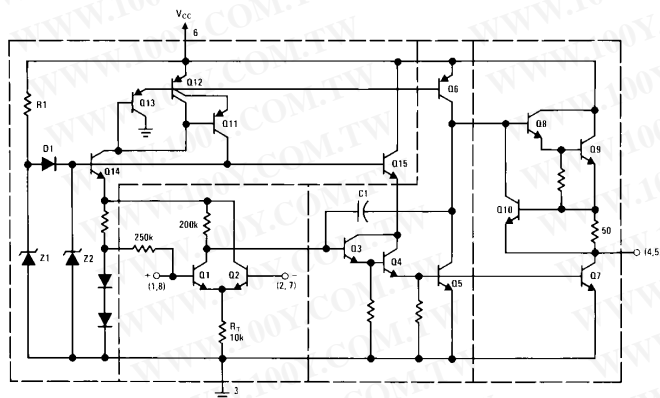 WWW.100Y.COM.TW
VCC
6
Q12
Q13
Q6
R1
Q11
Q8
D1
Q9
Q14
Q15
C1
200k
250k
Q10
50
Z1
Z2
+
Q1
Q2
−
Q3
Q4
Q5
Q7
(4,5
(1,8)
(2, 7)
RT
10k
3